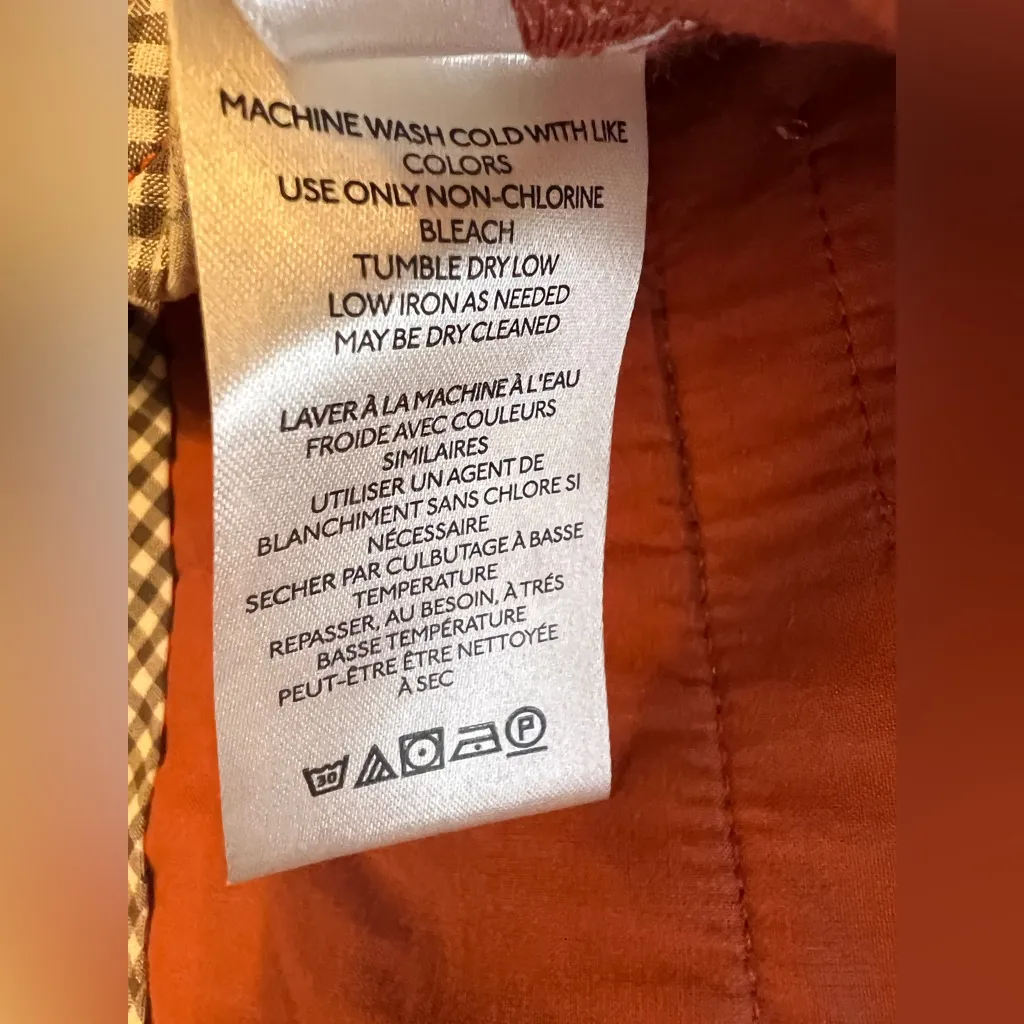 MACHINE WASH COLD WITH LIKE
COLORS
USE ONLY NON-CHLORINE
BLEACH
TUMBLE DRY LOW
LOW IRON AS NEEDED
MAY BE DRY CLEANED
LAVER À LA MACHINE À L'EAU
FROIDE AVEC COULEURS
SIMILAIRES
UTILISER UN AGENT DE
BLANCHIMENT SANS CHLORE SI
NÉCESSAIRE
SECHER PAR CULBUTAGE À BASSE
TEMPERATURE
REPASSER, AU BESOIN, À TRÉS
BASSE TEMPÉRATURE
PEUT-ÊTRE ÊTRE NETTOYÉE
À SEC
30 P